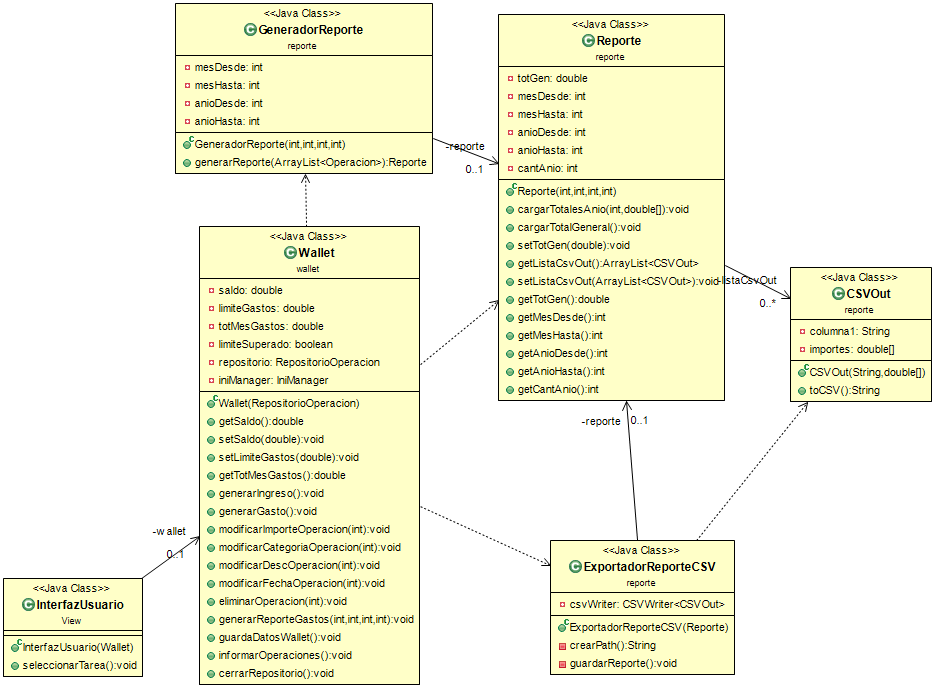 <<Java Class>>
GeneradorReporte
reporte
mesDesde: int
mesHasta: int
anioDesde: int
anioHasta: int
GeneradorReporte(int,int,int,int)
generarReporte(ArrayList<Operacion>):Reporte
-reporte
0..1
<<Java Class>>
Reporte
reporte
totGen: double
mesDesde: int
mesHasta: int
anioDesde: int
anioHasta: int
cantAnio: int
Reporte(int,int,int,int)
cargarTotalesAnio(int,double[]):void
cargarTotalGeneral():void
setTotGen(double):void
getListaCsvOut():ArrayList<CSVOut>
setListaCsvOut(ArrayList<CSVOut>):void
getTotGen():double
getMesDesde():int
getMesHasta():int
getAnioDesde():int
getAnioHasta():int
getCantAnio():int
-listaCsvOut
0..*
<<Java Class>>
CSVOut
reporte
columna1: String
importes: double[]
CSVOut(String,double[])
toCSV():String
<<Java Class>>
Wallet
wallet
saldo: double
limiteGastos: double
totMesGastos: double
limiteSuperado: boolean
repositorio: RepositorioOperacion
iniManager: IniManager
Wallet(RepositorioOperacion)
getSaldo():double
setSaldo(double):void
setLimiteGastos(double):void
getTotMesGastos():double
generarIngreso():void
generarGasto():void
modificarImporteOperacion(int):void
modificarCategoriaOperacion(int):void
modificarDescOperacion(int):void
modificarFechaOperacion(int):void
eliminarOperacion(int):void
generarReporteGastos(int,int,int,int):void
guardaDatosWallet():void
informarOperaciones():void
cerrarRepositorio():void
-reporte
0..1
-wallet
0..1
<<Java Class>>
InterfazUsuario
View
InterfazUsuario(Wallet)
seleccionarTarea():void
<<Java Class>>
ExportadorReporteCSV
reporte
csvWriter: CSVWriter<CSVOut>
ExportadorReporteCSV(Reporte)
crearPath():String
guardarReporte():void